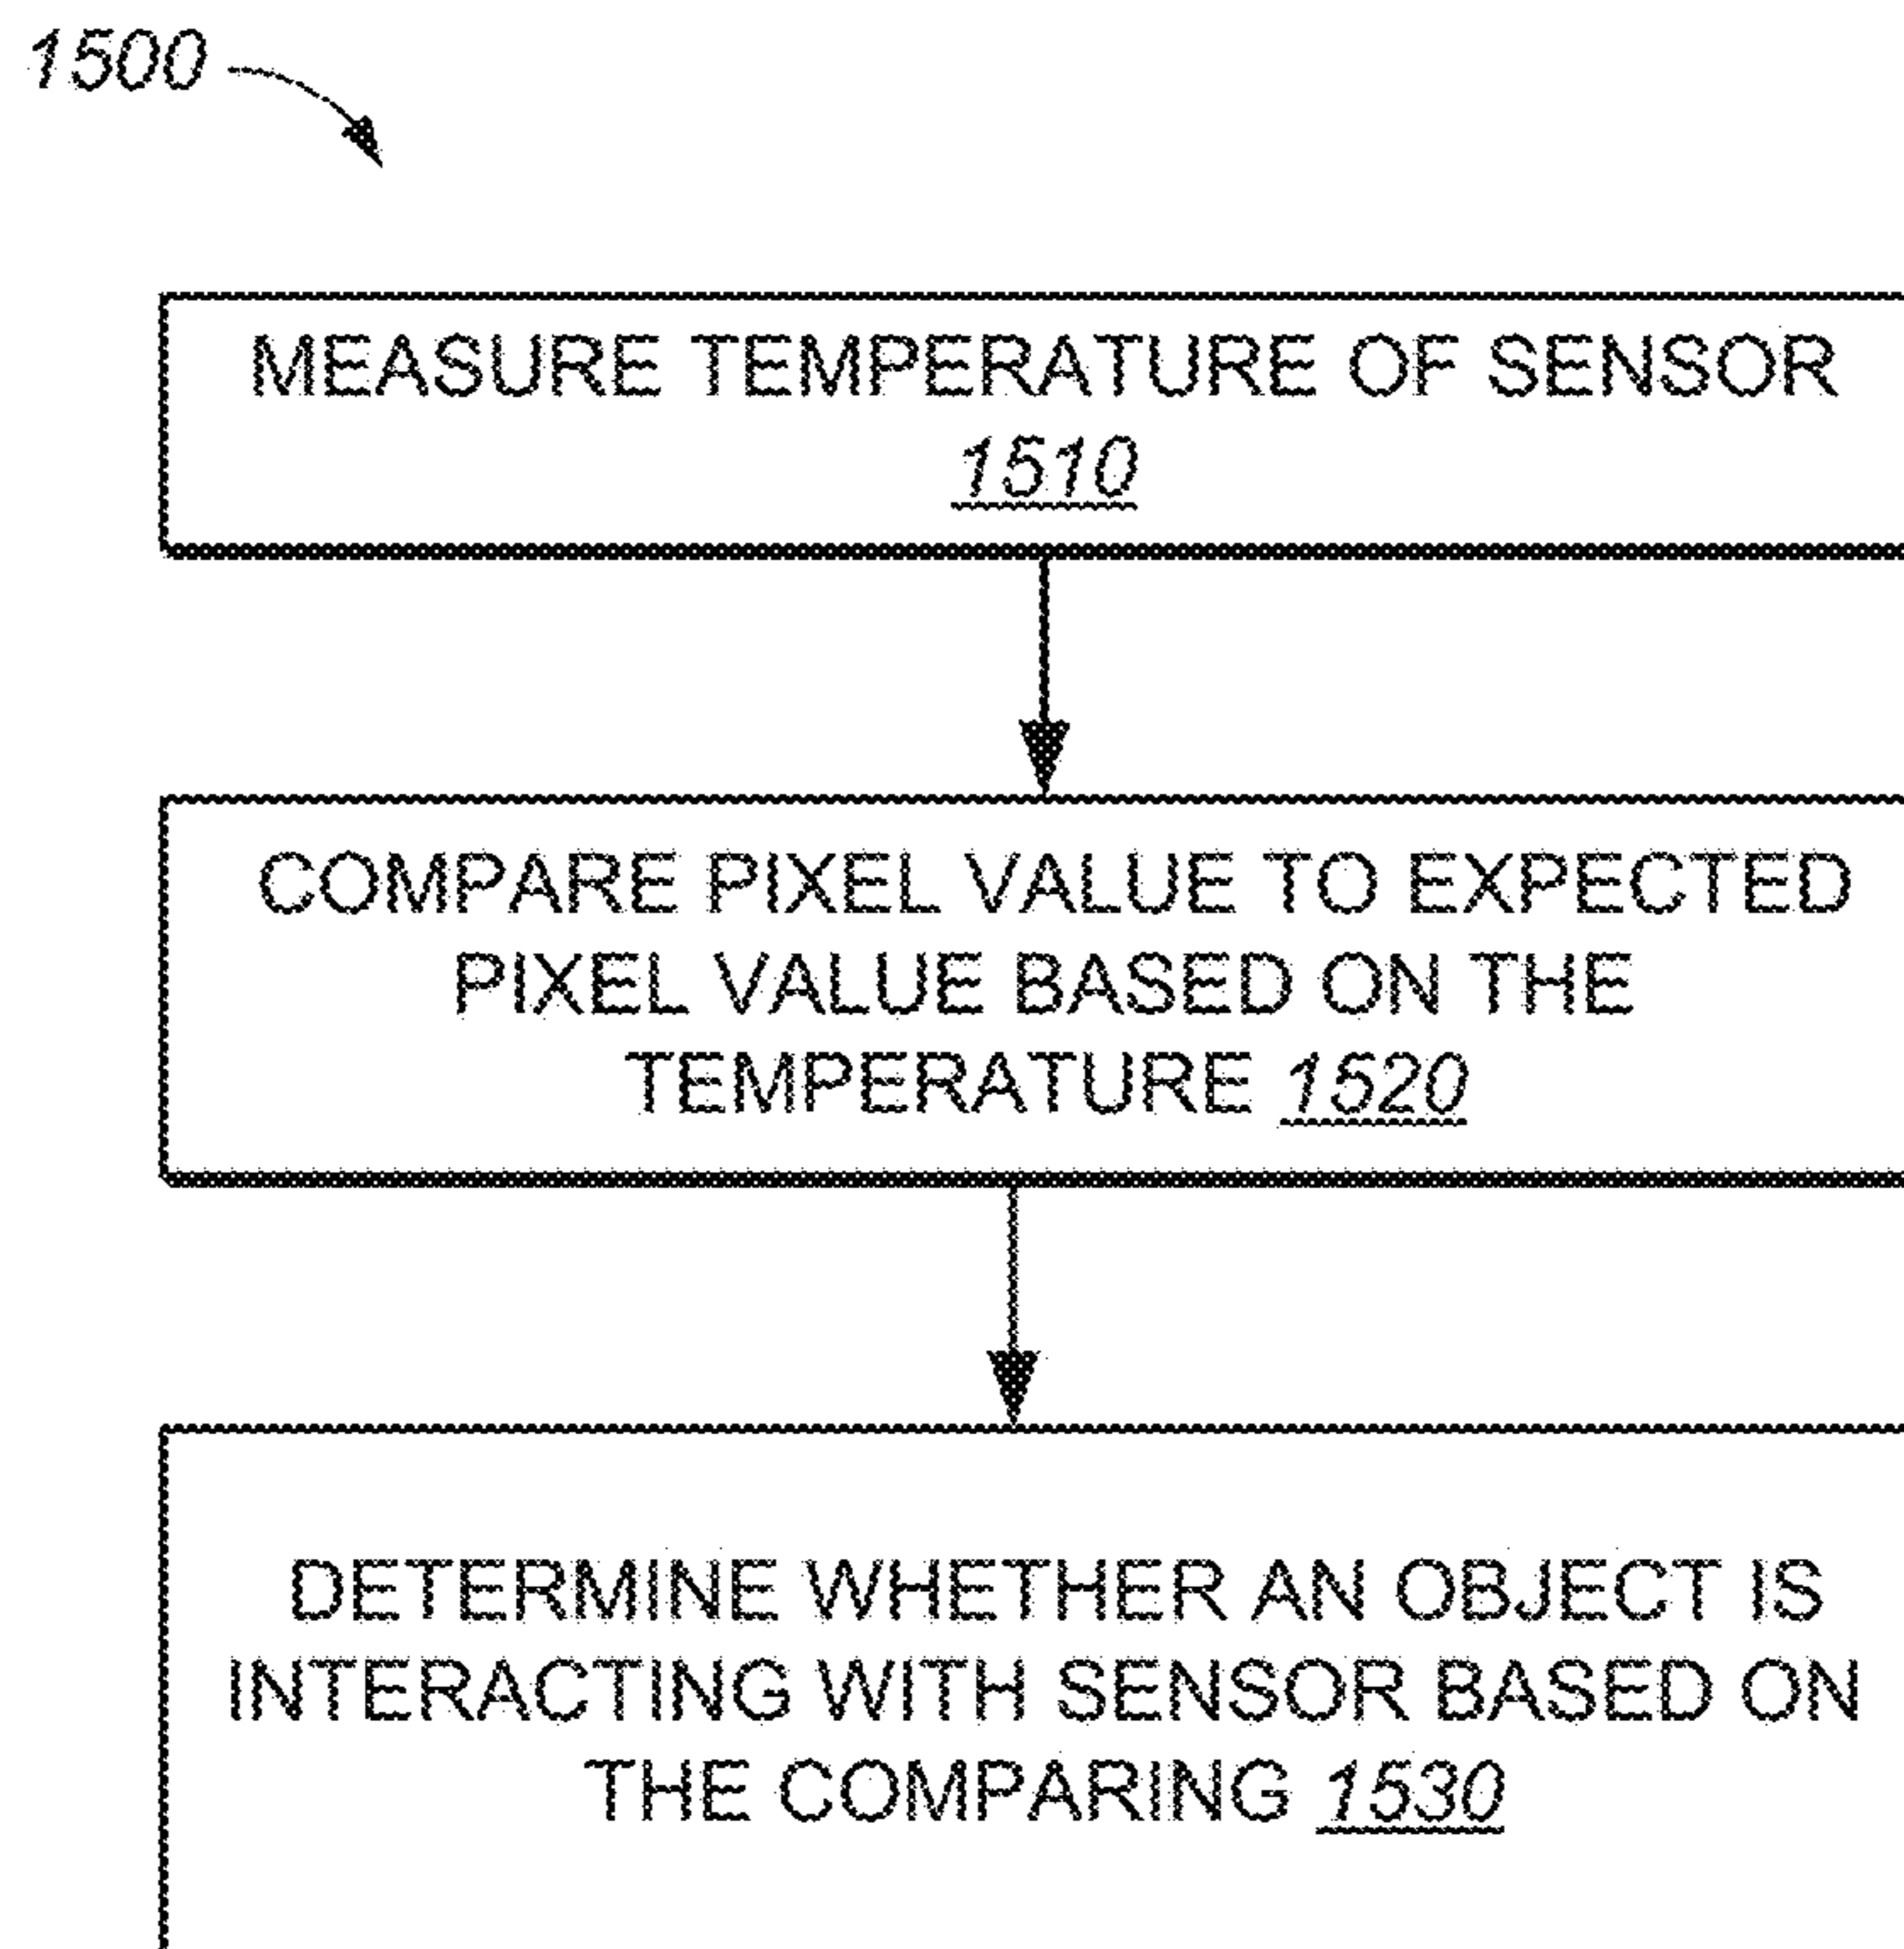 1500
MEASURE TEMPERATURE OF SENSOR
1510
COMPARE PIXEL VALUE TO EXPECTED
PIXEL VALUE BASED ON THE
TEMPERATURE 1520
DETERMINE WHETHER AN OBJECT IS
INTERACTING WITH SENSOR BASED ON
THE COMPARING 1530